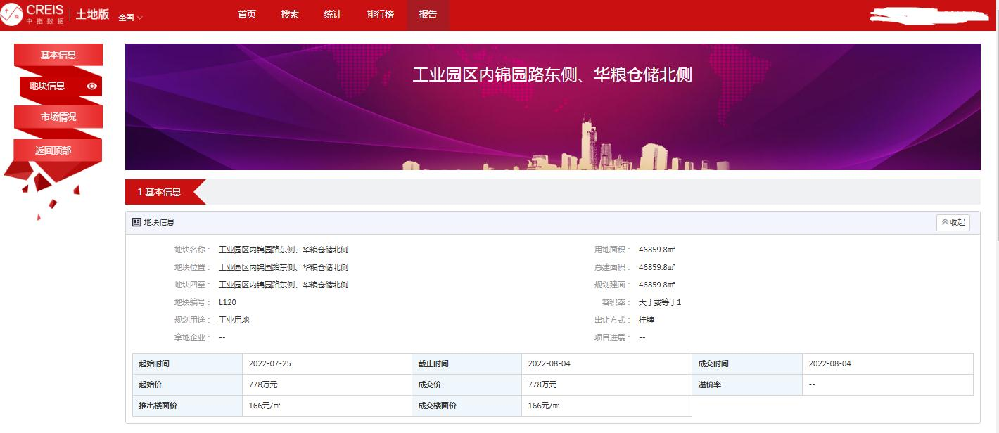 CREIS 中指数据 土地版 全国 首页 搜索 统计 排行榜 报告
基本信息
地块信息
市场情况
返回顶部
工业园区内锦园路东侧、华粮仓储北侧
1 基本信息
地块信息 收起
地块名称： 工业园区内锦园路东侧、华粮仓储北侧 用地面积： 46859.8㎡
地块位置： 工业园区内锦园路东侧、华粮仓储北侧 总建面积： 46859.8㎡
地块四至： 工业园区内锦园路东侧、华粮仓储北侧 规划建面： 46859.8㎡
地块编号： L120 容积率： 大于或等于1
规划用途： 工业用地 出让方式： 挂牌
拿地企业： -- 项目进展： --
起始时间 2022-07-25 截止时间 2022-08-04 成交时间 2022-08-04
起始价 778万元 成交价 778万元 溢价率 --
推出楼面价 166元/㎡ 成交楼面价 166元/㎡